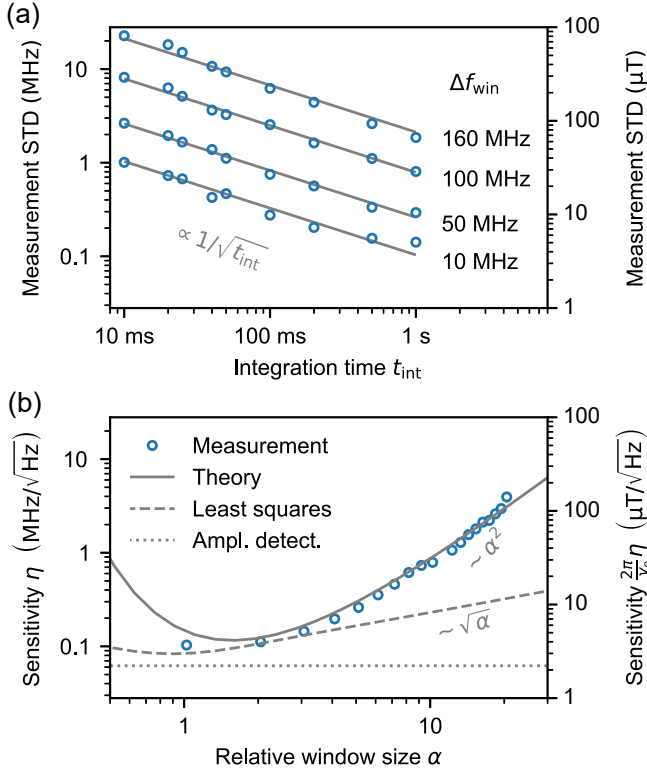 (a)
Measurement STD (MHz)
10
1
0.1
Δf_win
160 MHz
100 MHz
50 MHz
10 MHz
∝ 1/√t_int
100
10
1
Measurement STD (µT)
10 ms
100 ms
1 s
Integration time t_int
(b)
Sensitivity η (MHz/√Hz)
10
1
0.1
Measurement
Theory
Least squares
Ampl. detect.
~ α²
~ √α
100
10
1
Sensitivity 2π/γₑ η (µT/√Hz)
1
10
Relative window size α